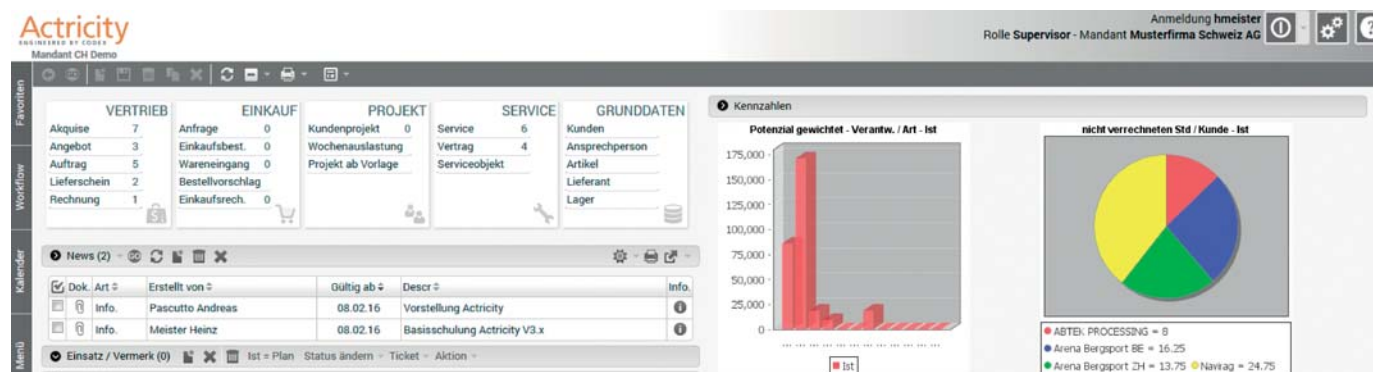 Actricity
ENGINEERED BY CODEX
Mandant CH Demo
Anmeldung hmeister
Rolle Supervisor - Mandant Musterfirma Schweiz AG
Favoriten
Workflow
Kalender
Menü
VERTRIEB
Akquise 7
Angebot 3
Auftrag 5
Lieferschein 2
Rechnung 1
EINKAUF
Anfrage 0
Einkaufsbest. 0
Wareneingang 0
Bestellvorschlag
Einkaufsrech. 0
PROJEKT
Kundenprojekt 0
Wochenauslastung
Projekt ab Vorlage
SERVICE
Service 6
Vertrag 4
Serviceobjekt
GRUNDDATEN
Kunden
Ansprechperson
Artikel
Lieferant
Lager
News (2)
Dok. Art Erstellt von Gültig ab Descr Info.
Info. Pascutto Andreas 08.02.16 Vorstellung Actricity
Info. Meister Heinz 08.02.16 Basisschulung Actricity V3.x
Einsatz / Vermerk (0) Ist = Plan Status ändern Ticket Aktion
Kennzahlen
Potenzial gewichtet - Verantw. / Art - Ist
175,000
150,000
125,000
100,000
75,000
50,000
25,000
0
... ... ... ... ... ... ... ... ... ... ... ...
Ist
nicht verrechneten Std / Kunde - Ist
ABTEK PROCESSING = 8
Arena Bergsport BE = 16.25
Arena Bergsport ZH = 13.75 Navirag = 24.75